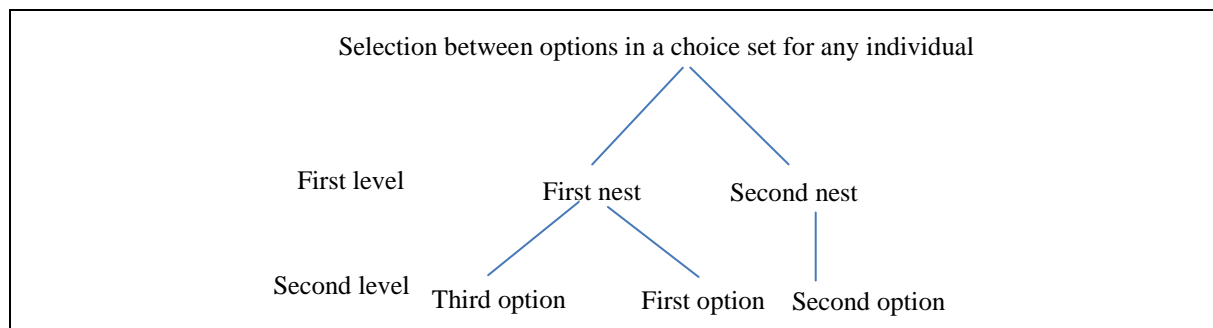 Selection between options in a choice set for any individual
First level First nest Second nest
Second level Third option First option Second option